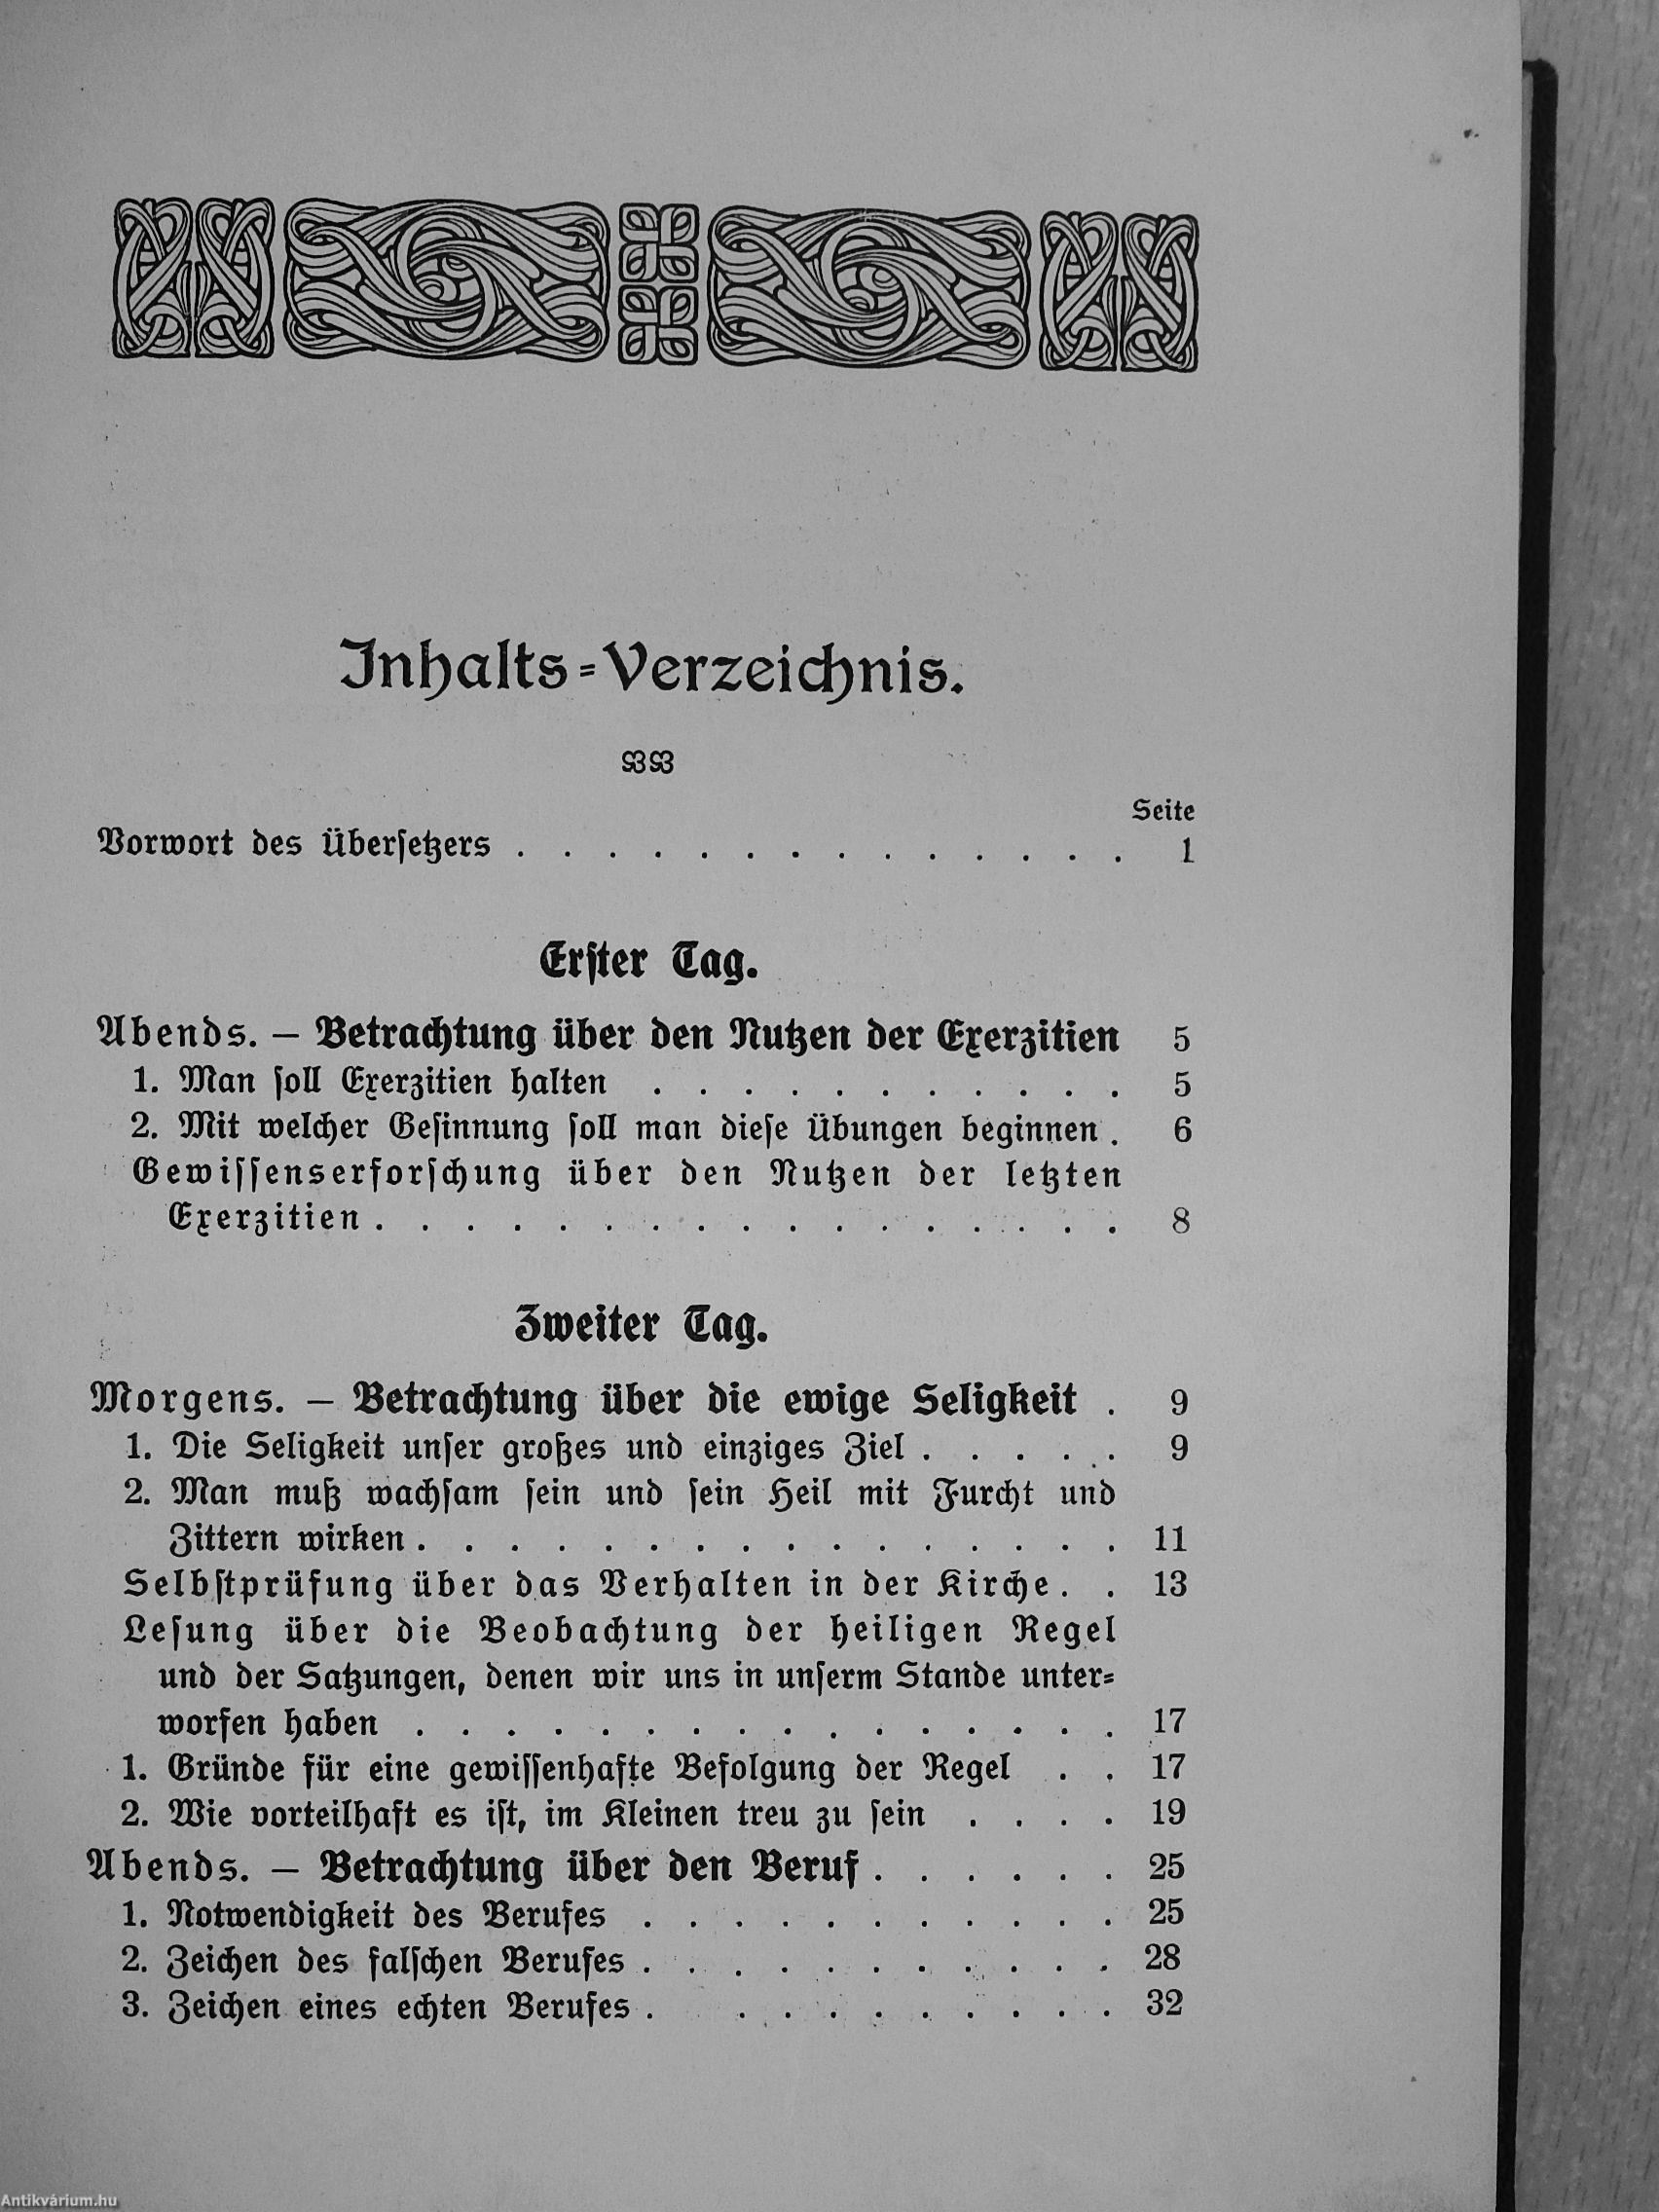 Inhalts-Verzeichnis.
Seite
Vorwort des Übersetzers . . . . . . . . . . . . . . 1
Erster Tag.
Abends. — Betrachtung über den Nutzen der Exerzitien 5
1. Man soll Exerzitien halten . . . . . . . . . . . 5
2. Mit welcher Gesinnung soll man diese Übungen beginnen . 6
Gewissenserforschung über den Nutzen der letzten
Exerzitien . . . . . . . . . . . . . . . . . 8
Zweiter Tag.
Morgens. — Betrachtung über die ewige Seligkeit . 9
1. Die Seligkeit unser großes und einziges Ziel . . . . . 9
2. Man muß wachsam sein und sein Heil mit Furcht und
Zittern wirken . . . . . . . . . . . . . . . . 11
Selbstprüfung über das Verhalten in der Kirche . . 13
Lesung über die Beobachtung der heiligen Regel
und der Satzungen, denen wir uns in unserm Stande unter-
worfen haben . . . . . . . . . . . . . . . . 17
1. Gründe für eine gewissenhafte Befolgung der Regel . . 17
2. Wie vorteilhaft es ist, im Kleinen treu zu sein . . . . 19
Abends. — Betrachtung über den Beruf . . . . . . 25
1. Notwendigkeit des Berufes . . . . . . . . . . . 25
2. Zeichen des falschen Berufes . . . . . . . . . . . 28
3. Zeichen eines echten Berufes . . . . . . . . . . 32
Antikvárium.hu